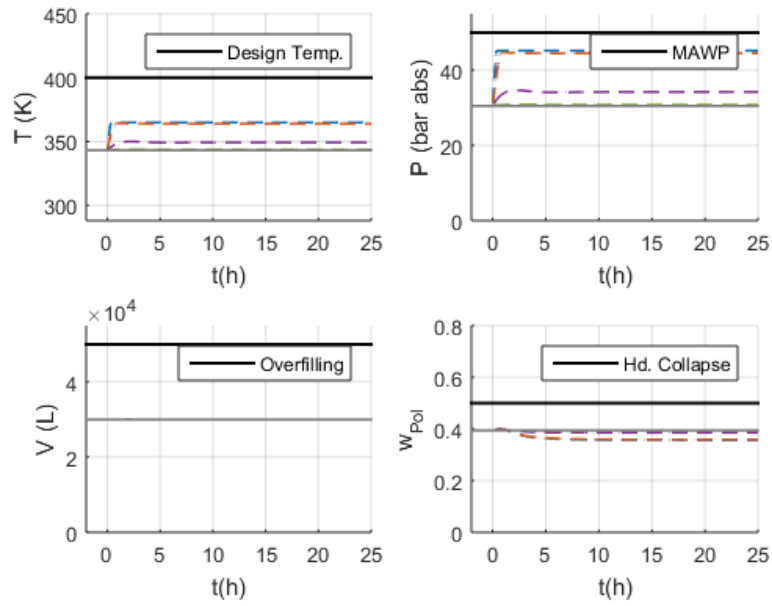 450
400
350
300
T (K)
Design Temp.
0 5 10 15 20 25
t(h)
40
20
0
P (bar abs)
MAWP
0 5 10 15 20 25
t(h)
×10⁴
4
2
0
V (L)
Overfilling
0 5 10 15 20 25
t(h)
0.8
0.6
0.4
0.2
0
w_Pol
Hd. Collapse
0 5 10 15 20 25
t(h)